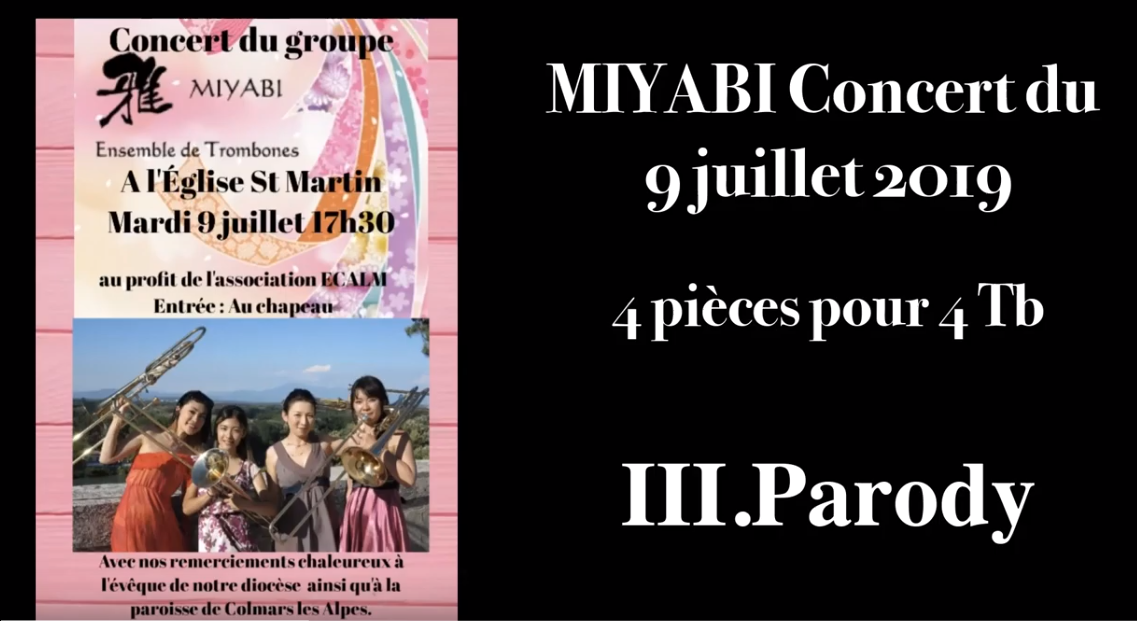 Concert du groupe
雅 MIYABI
Ensemble de Trombones
A l'Église St Martin
Mardi 9 juillet 17h30
au profit de l'association ECALM
Entrée : Au chapeau
Avec nos remerciements chaleureux à
l'évêque de notre diocèse ainsi qu'à la
paroisse de Colmars les Alpes.
MIYABI Concert du
9 juillet 2019
4 pièces pour 4 Tb
III.Parody